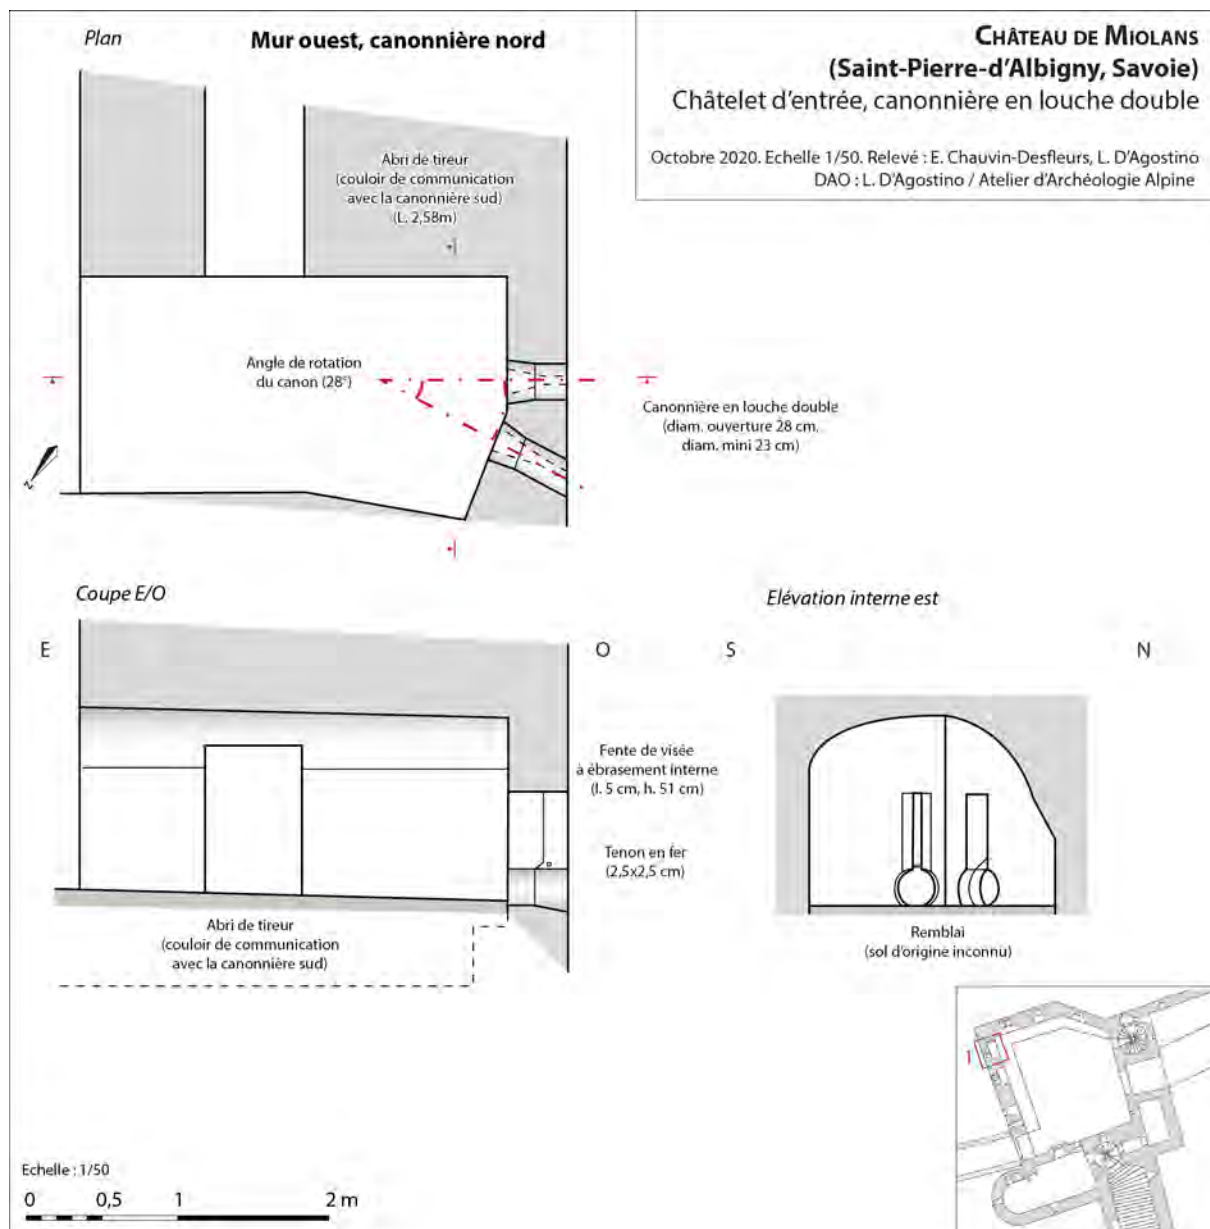 Plan
Mur ouest, canonnière nord
CHÂTEAU DE MIOLANS
(Saint-Pierre-d'Albigny, Savoie)
Châtelet d'entrée, canonnière en louche double
Octobre 2020. Echelle 1/50. Relevé : E. Chauvin-Desfleurs, L. D'Agostino
DAO : L. D'Agostino / Atelier d'Archéologie Alpine
Abri de tireur
(couloir de communication
avec la canonnière sud)
(L. 2,58m)
Angle de rotation
du canon (28°)
Canonnière en louche double
(diam. ouverture 28 cm,
diam. mini 23 cm)
N
Coupe E/O
Elévation interne est
E
O
S
N
Fente de visée
à ébrasement interne
(l. 5 cm, h. 51 cm)
Tenon en fer
(2,5x2,5 cm)
Abri de tireur
(couloir de communication
avec la canonnière sud)
Remblai
(sol d'origine inconnu)
1
Echelle : 1/50
0 0,5 1 2 m